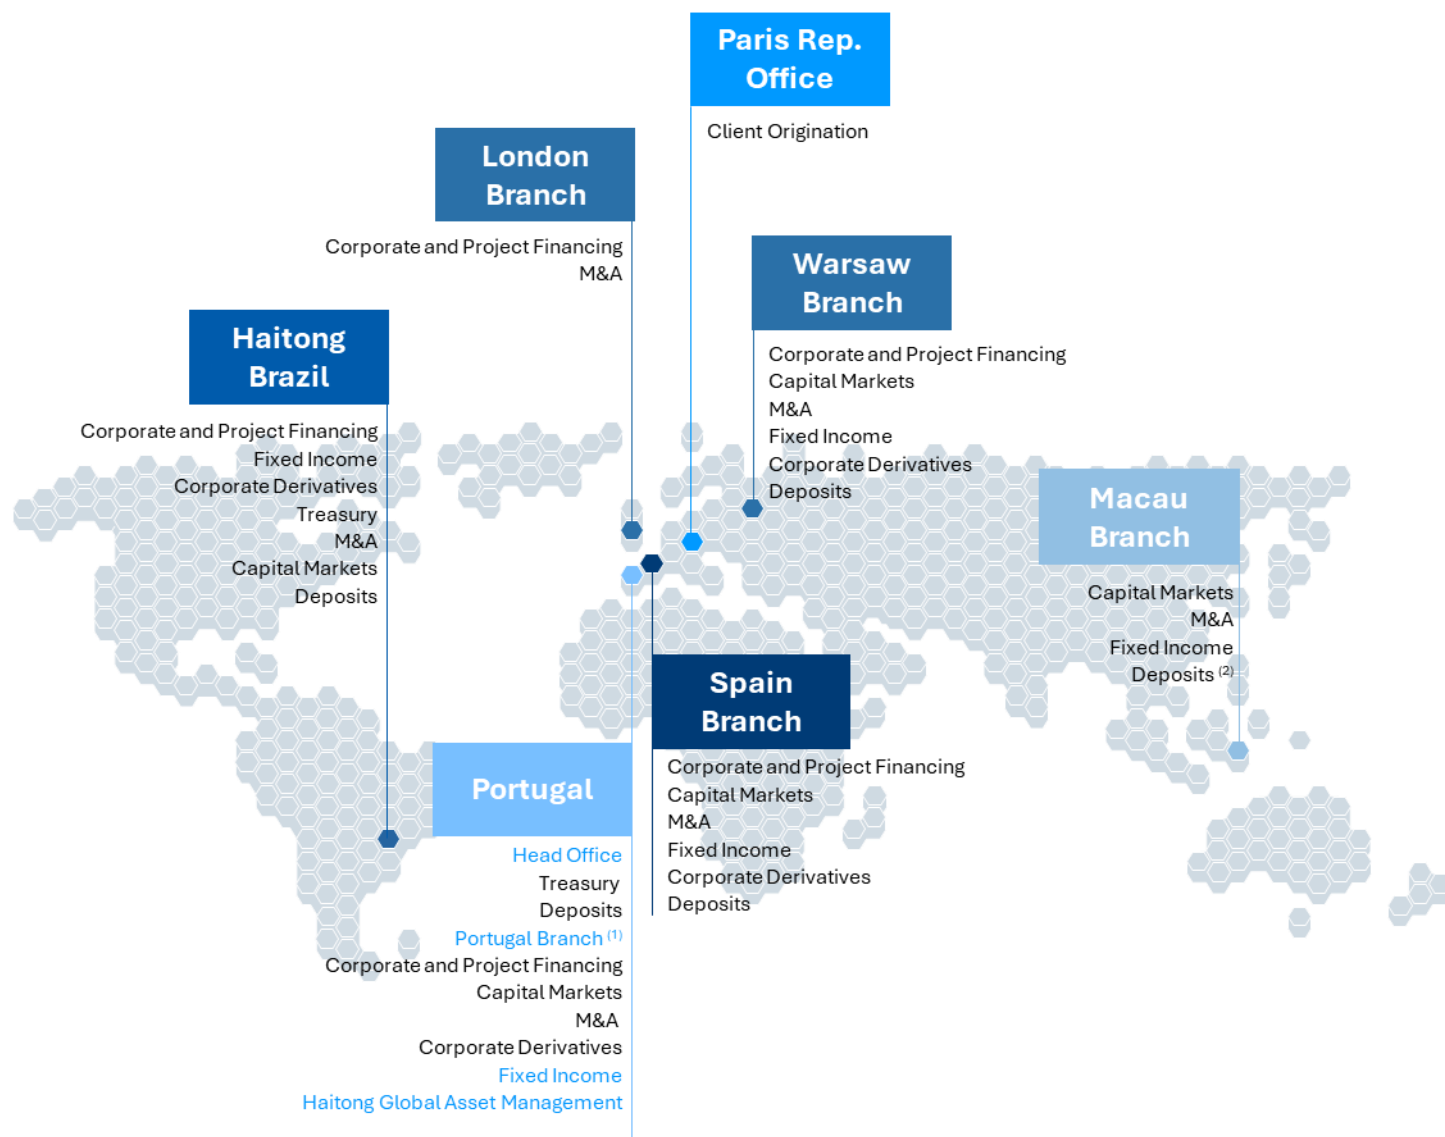 Paris Rep.
Office
Client Origination
London
Branch
Corporate and Project Financing
M&A
Warsaw
Branch
Corporate and Project Financing
Capital Markets
M&A
Fixed Income
Corporate Derivatives
Deposits
Haitong
Brazil
Corporate and Project Financing
Fixed Income
Corporate Derivatives
Treasury
M&A
Capital Markets
Deposits
Macau
Branch
Capital Markets
M&A
Fixed Income
Deposits (2)
Spain
Branch
Corporate and Project Financing
Capital Markets
M&A
Fixed Income
Corporate Derivatives
Deposits
Portugal
Head Office
Treasury
Deposits
Portugal Branch (1)
Corporate and Project Financing
Capital Markets
M&A
Corporate Derivatives
Fixed Income
Haitong Global Asset Management